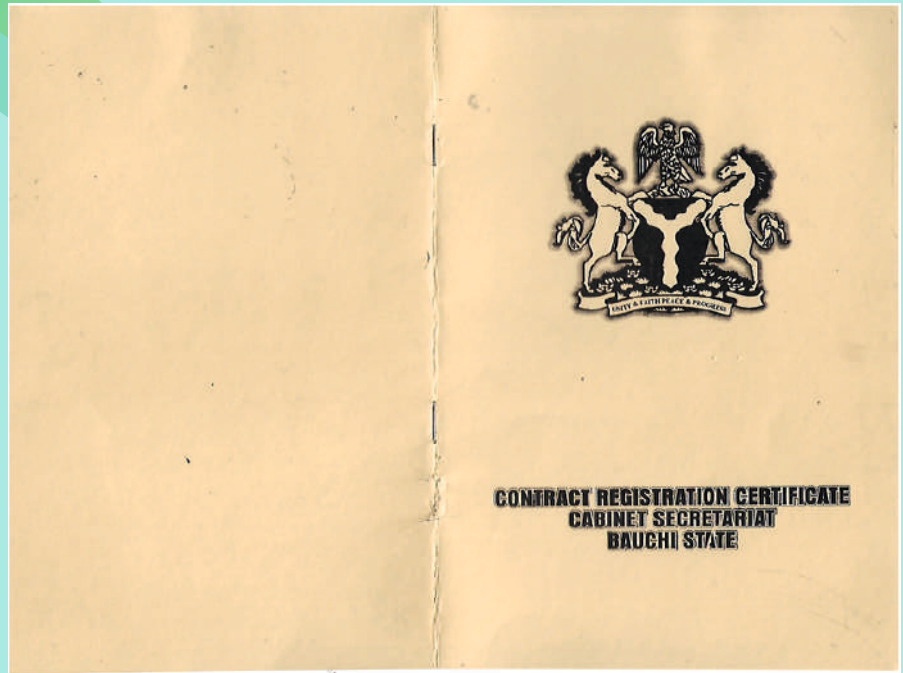 UNITY & FAITH PEACE & PROGRESS
CONTRACT REGISTRATION CERTIFICATE
CABINET SECRETARIAT
BAUCHI STATE